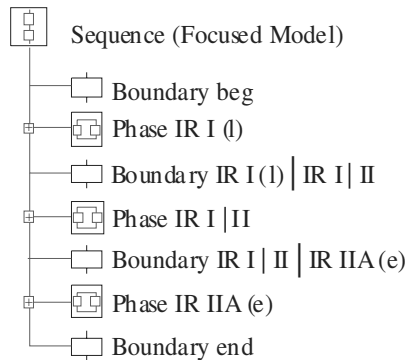 Sequence (Focused Model)
Boundary beg
Phase IR I (l)
Boundary IR I (l) | IR I | II
Phase IR I | II
Boundary IR I | II | IR IIA (e)
Phase IR IIA (e)
Boundary end